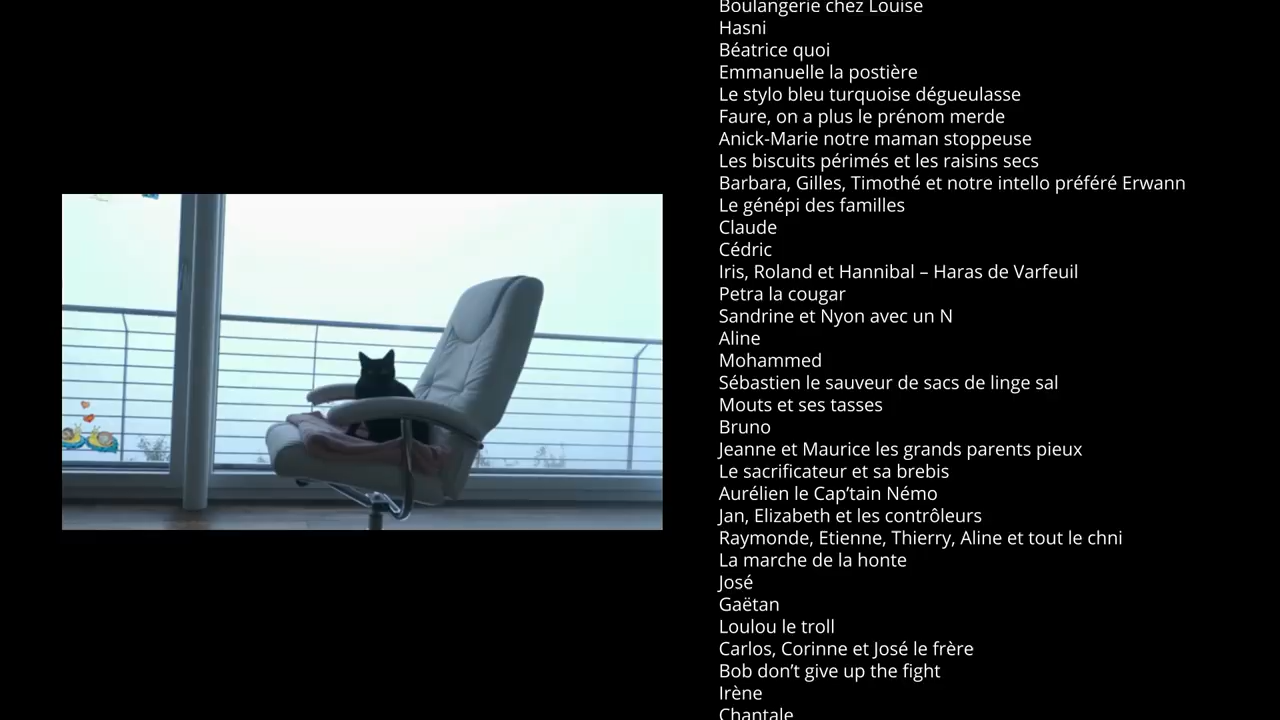 Boulangerie chez Louise
Hasni
Béatrice quoi
Emmanuelle la postière
Le stylo bleu turquoise dégueulasse
Faure, on a plus le prénom merde
Anick-Marie notre maman stoppeuse
Les biscuits périmés et les raisins secs
Barbara, Gilles, Timothé et notre intello préféré Erwann
Le génépi des familles
Claude
Cédric
Iris, Roland et Hannibal – Haras de Varfeuil
Petra la cougar
Sandrine et Nyon avec un N
Aline
Mohammed
Sébastien le sauveur de sacs de linge sal
Mouts et ses tasses
Bruno
Jeanne et Maurice les grands parents pieux
Le sacrificateur et sa brebis
Aurélien le Cap’tain Némo
Jan, Elizabeth et les contrôleurs
Raymonde, Etienne, Thierry, Aline et tout le chni
La marche de la honte
José
Gaëtan
Loulou le troll
Carlos, Corinne et José le frère
Bob don’t give up the fight
Irène
Chantale